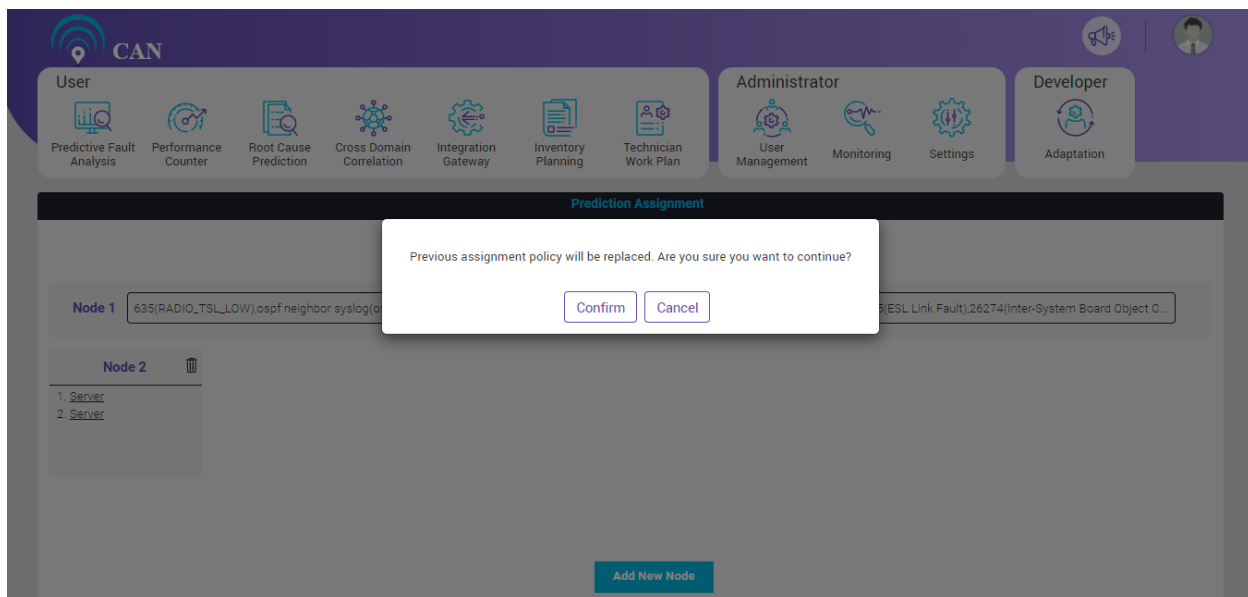 CAN
User
Administrator
Developer
Predictive Fault Analysis
Performance Counter
Root Cause Prediction
Cross Domain Correlation
Integration Gateway
Inventory Planning
Technician Work Plan
User Management
Monitoring
Settings
Adaptation
Prediction Assignment
Previous assignment policy will be replaced. Are you sure you want to continue?
Confirm
Cancel
Node 1
635(RADIO_TSL_LOW),ospf neighbor syslog(o
(ESL Link Fault),26274(Inter-System Board Object C...
Node 2
1. Server
2. Server
Add New Node